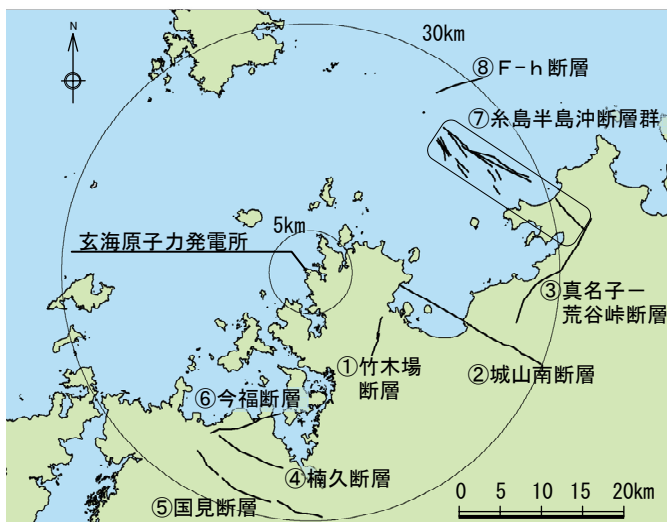 N
30km
⑧F-h断層
⑦糸島半島沖断層群
5km
玄海原子力発電所
③真名子－
荒谷峠断層
①竹木場
断層
②城山南断層
⑥今福断層
④楠久断層
⑤国見断層
0 5 10 15 20km